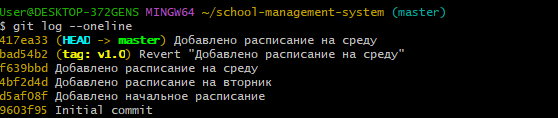 User@DESKTOP-37ZGENS MINGW64 ~/school-management-system (master)
$ git log --oneline
417ea33 (HEAD -> master) Добавлено расписание на среду
bad54b2 (tag: v1.0) Revert "Добавлено расписание на среду"
f639bbd Добавлено расписание на среду
4bf2d4d Добавлено расписание на вторник
d5af08f Добавлено начальное расписание
9603f95 Initial commit